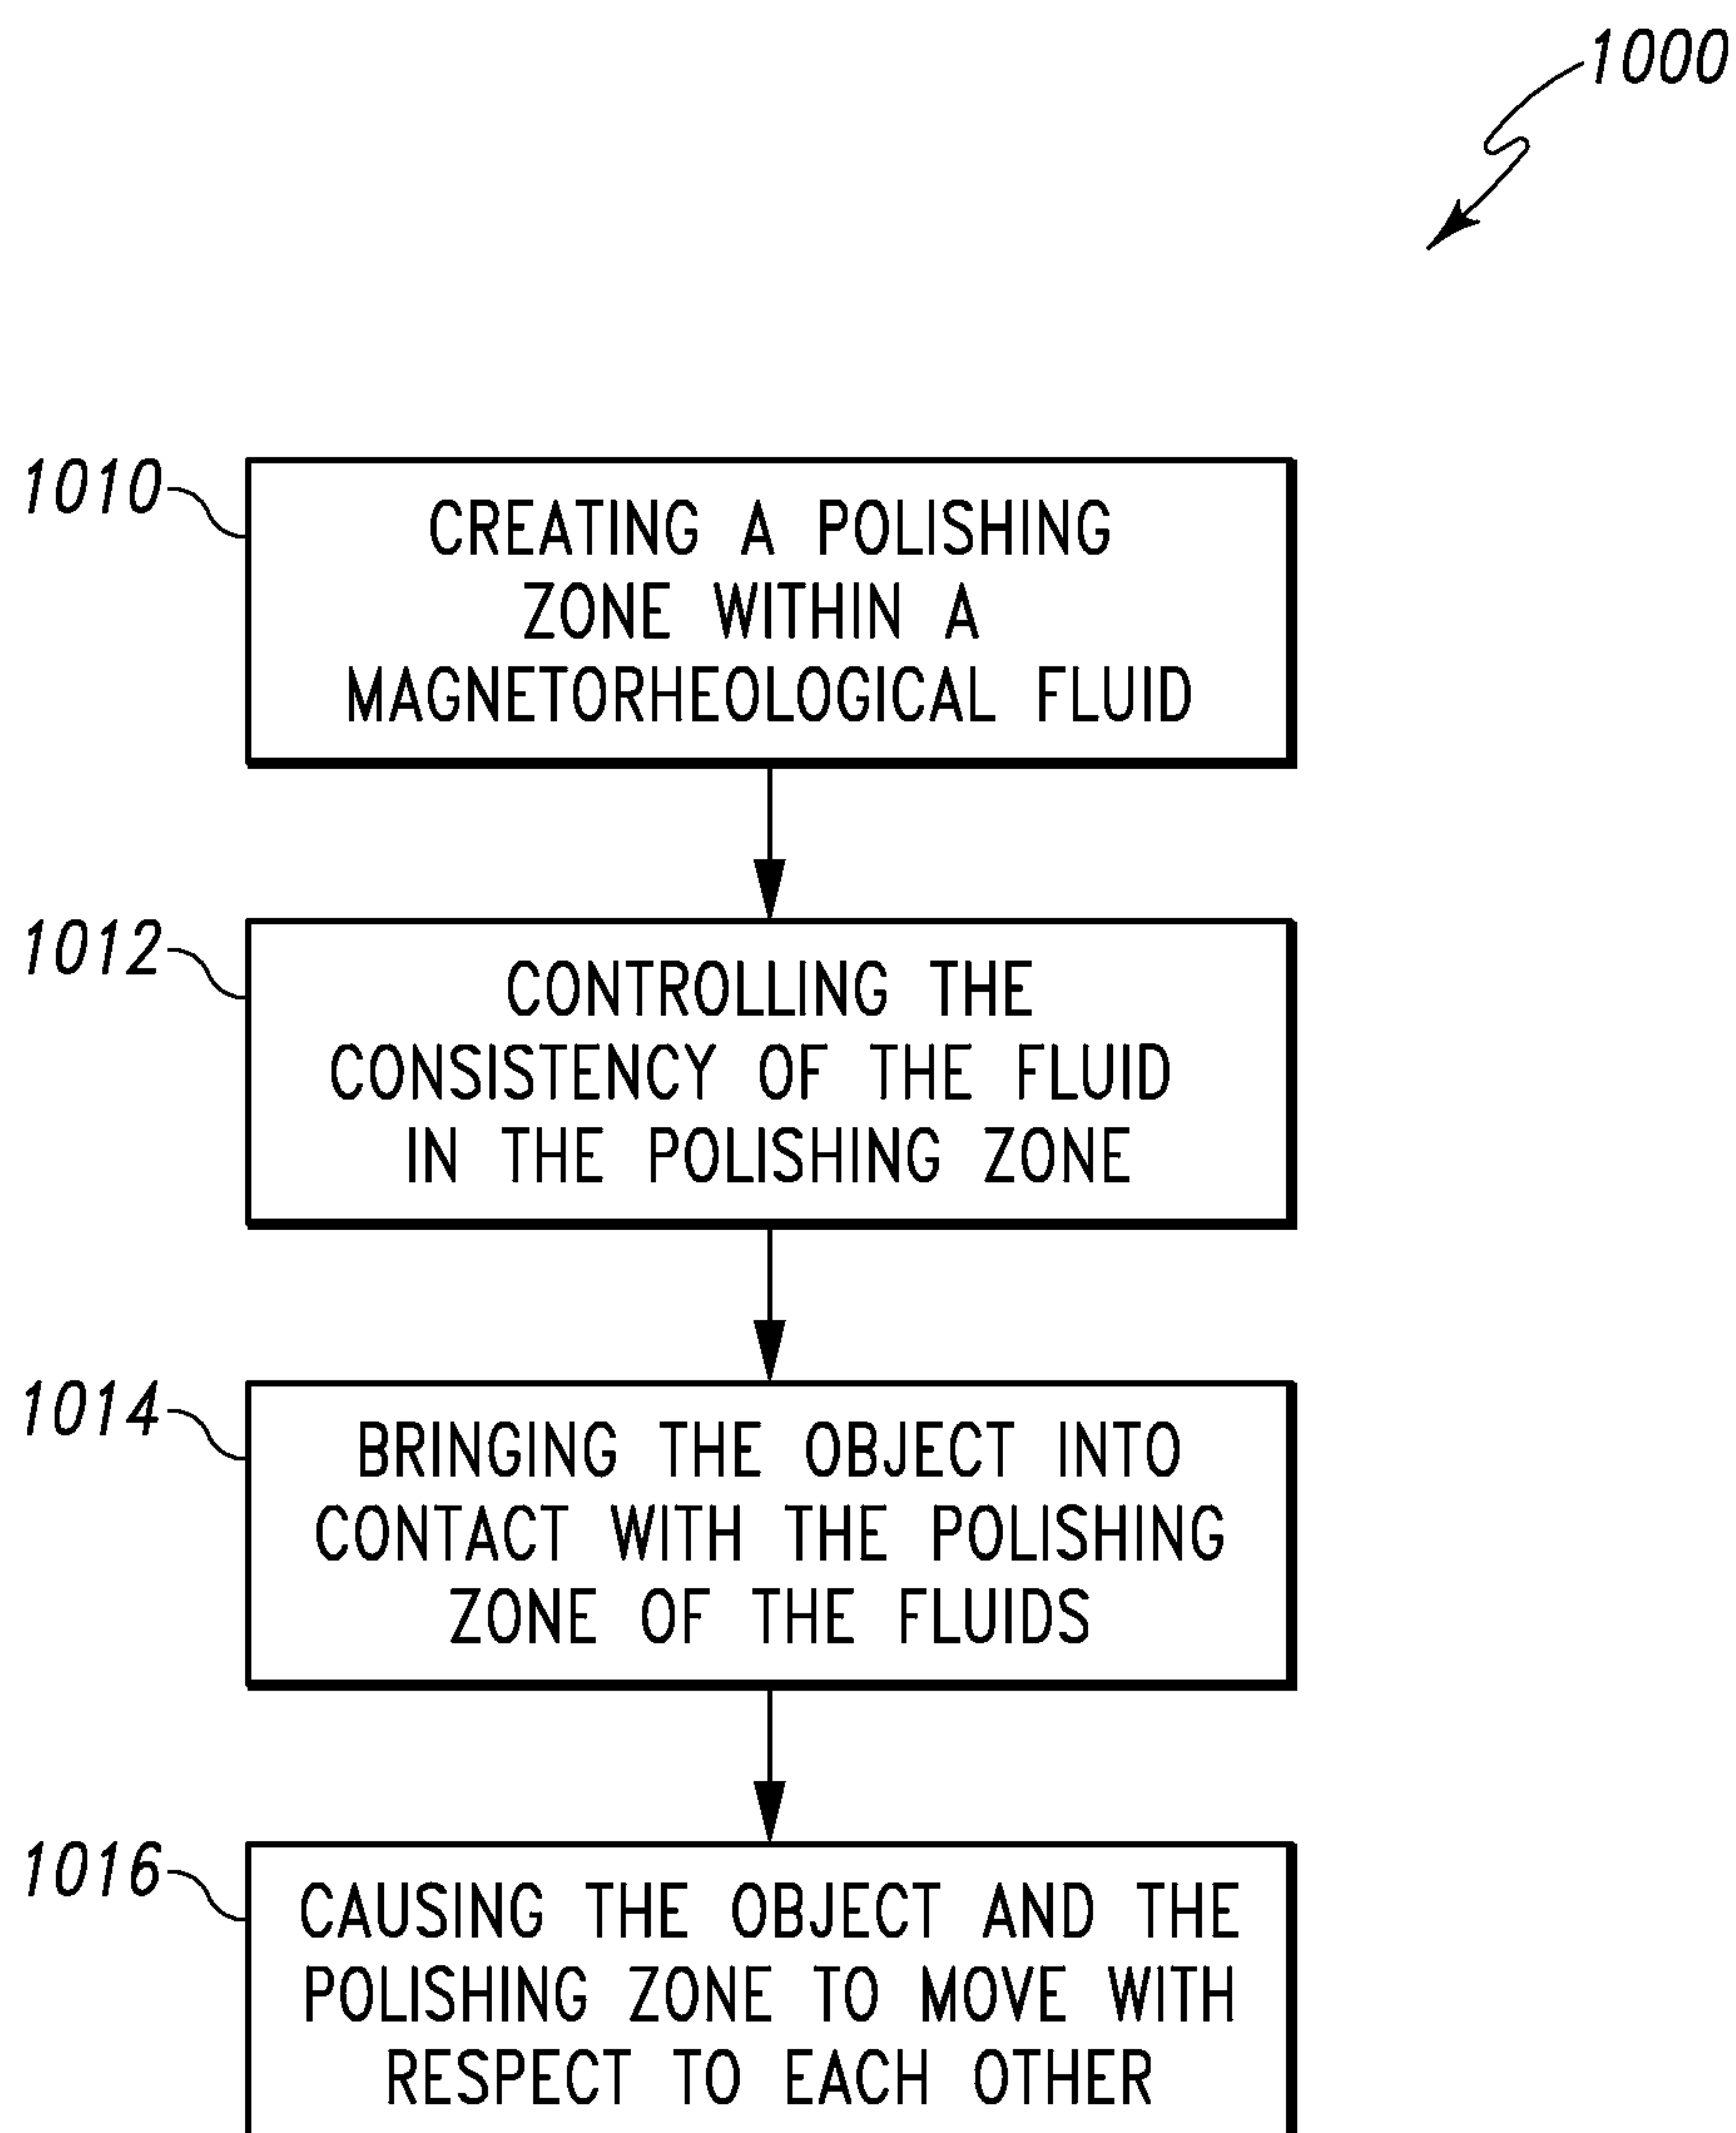 1000
1010
CREATING A POLISHING
ZONE WITHIN A
MAGNETORHEOLOGICAL FLUID
1012
CONTROLLING THE
CONSISTENCY OF THE FLUID
IN THE POLISHING ZONE
1014
BRINGING THE OBJECT INTO
CONTACT WITH THE POLISHING
ZONE OF THE FLUIDS
1016
CAUSING THE OBJECT AND THE
POLISHING ZONE TO MOVE WITH
RESPECT TO EACH OTHER